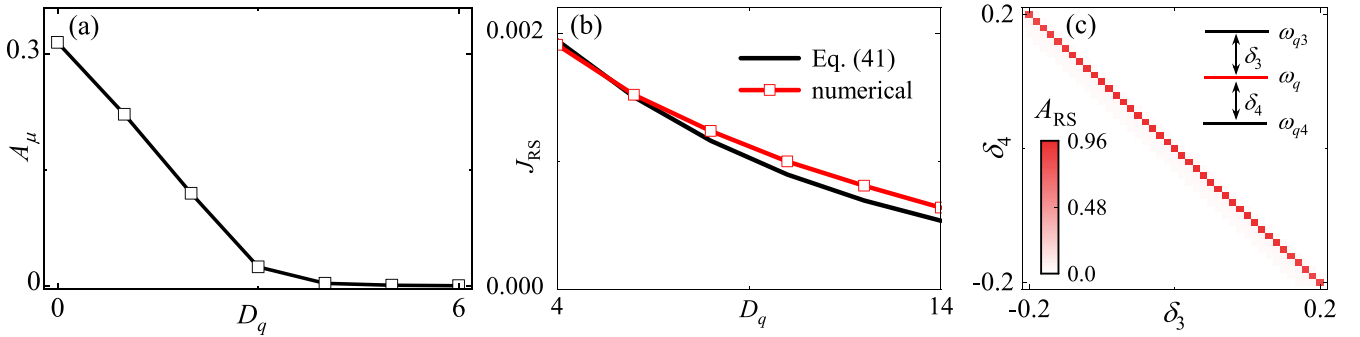 (a)
0.3
A_μ
0
0
6
D_q
(b)
0.002
J_RS
Eq. (41)
numerical
0.000
4
14
D_q
(c)
0.2
ω_q3
δ_3
ω_q
δ_4
ω_q4
A_RS
0.96
0.48
0.0
δ_4
-0.2
-0.2
0.2
δ_3